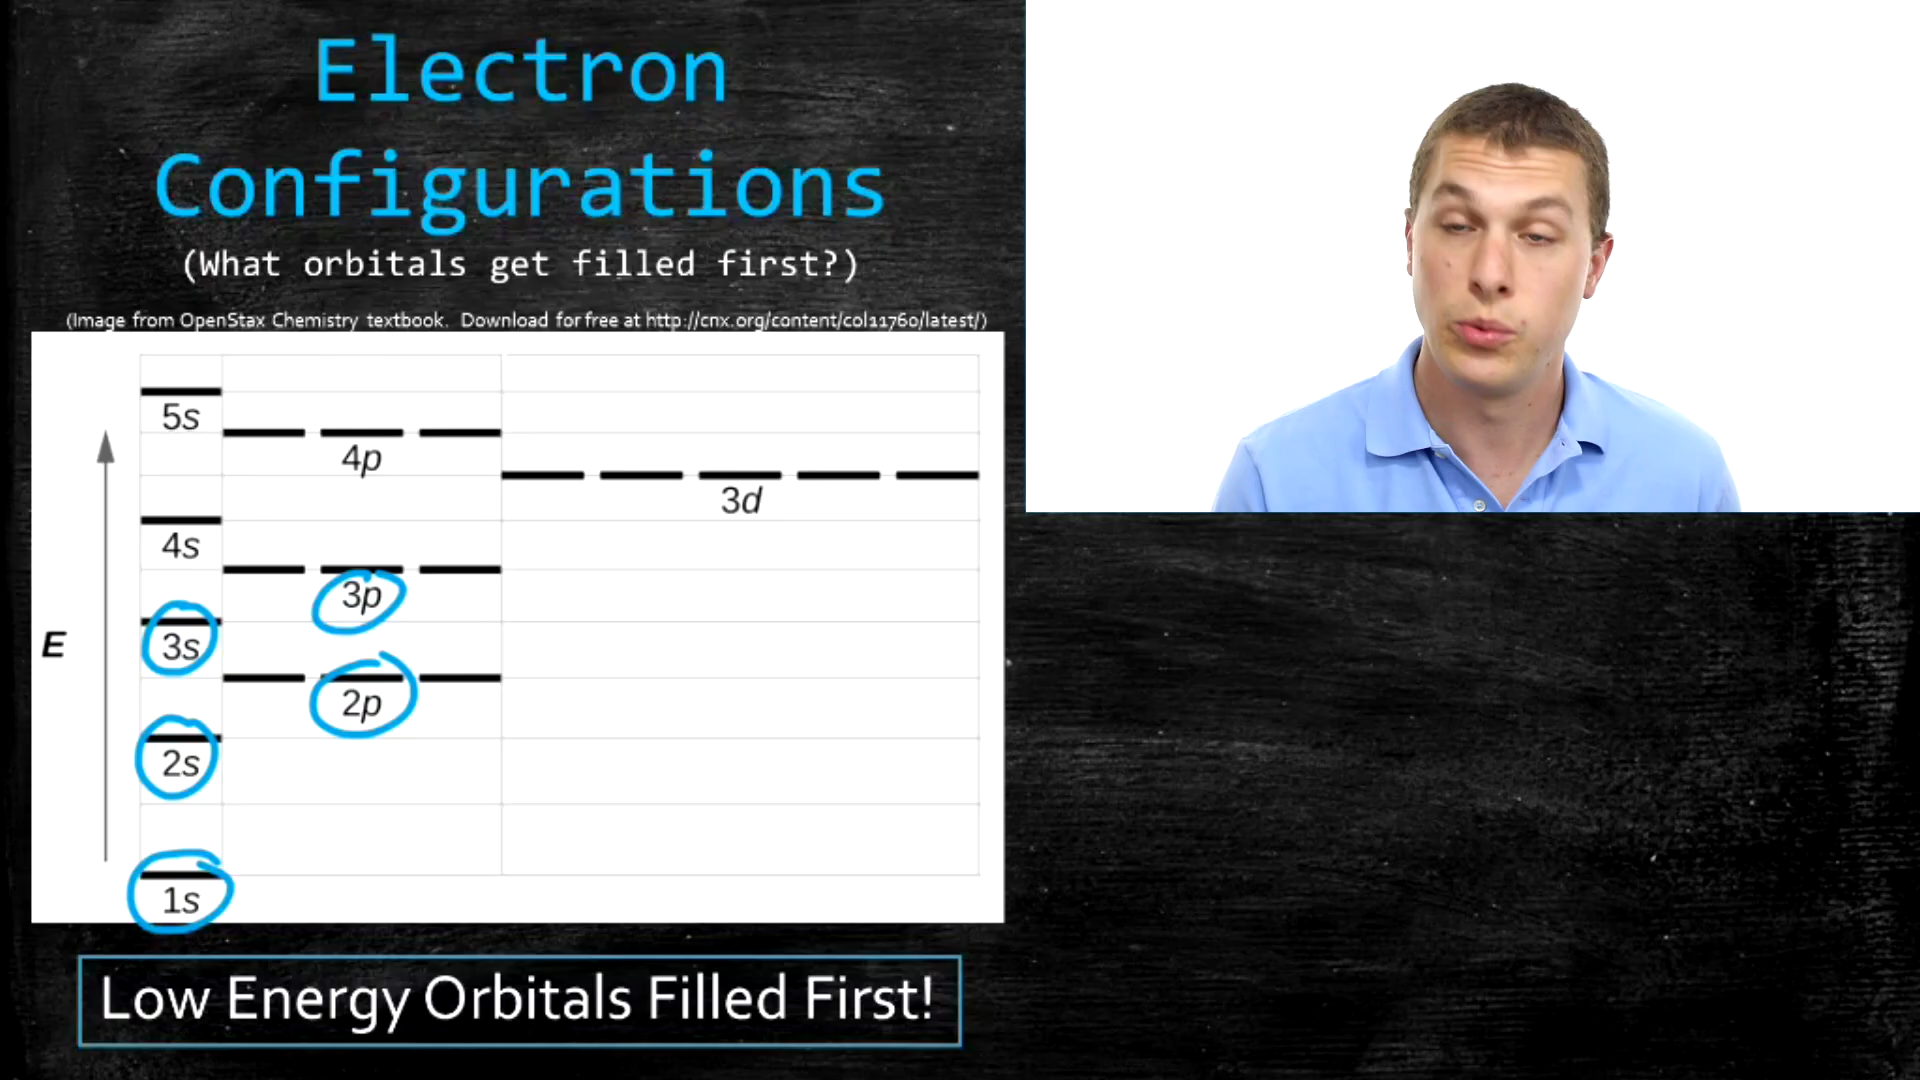 Electron
Configurations
(What orbitals get filled first?)
(Image from OpenStax Chemistry textbook. Download for free at http://cnx.org/content/col11760/latest/)
5s
4p
3d
4s
3p
E
3s
2p
2s
1s
Low Energy Orbitals Filled First!